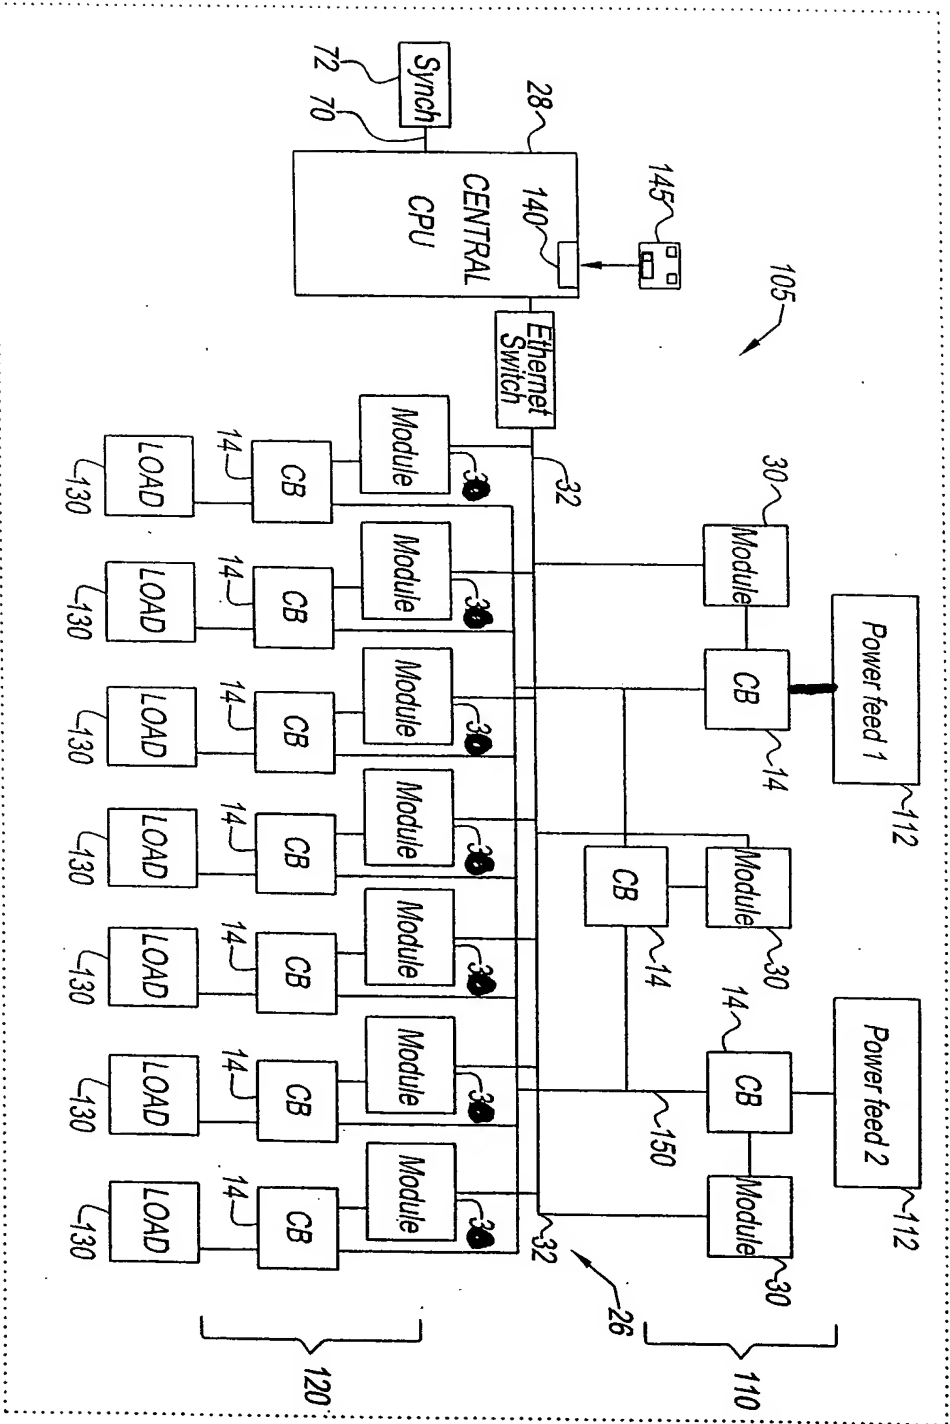 105
145
28
140
CENTRAL
CPU
Synch
72
70
Ethernet
Switch
32
Power feed 1
112
Power feed 2
112
30
Module
CB
14
Module
30
14
CB
Module
30
CB
14
150
110
26
32
Module
Module
Module
Module
Module
Module
Module
14
CB
14
CB
14
CB
14
CB
14
CB
14
CB
14
CB
120
LOAD
LOAD
LOAD
LOAD
LOAD
LOAD
LOAD
130
130
130
130
130
130
130